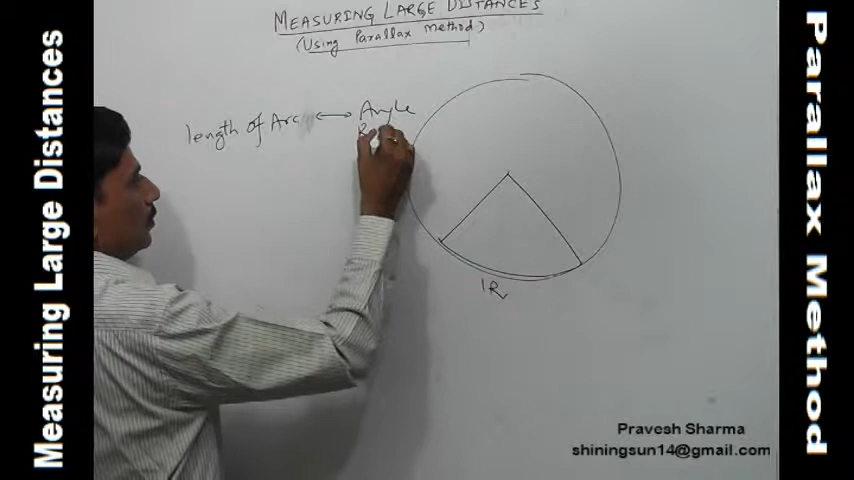 MEASURING LARGE DISTANCES
(Using Parallax Method)
length of Arc ⟷ Angle
R
1R
Measuring Large Distances
Parallax Method
Pravesh Sharma
shiningsun14@gmail.com